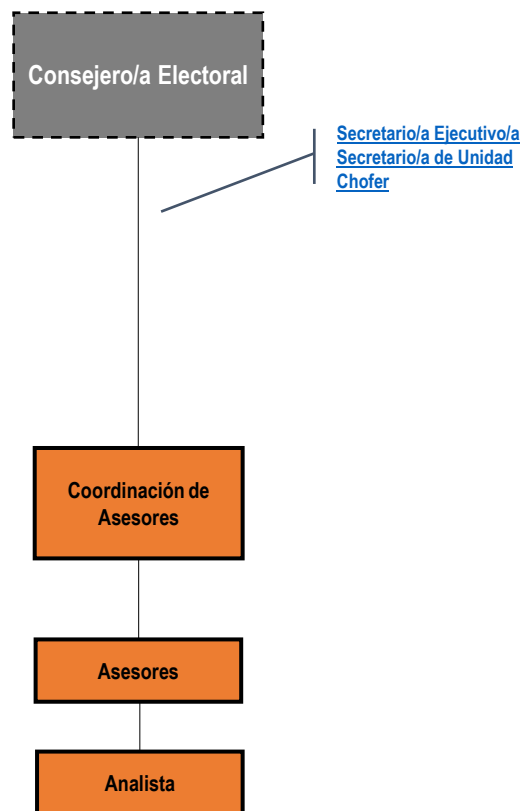 Consejero/a Electoral
Secretario/a Ejecutivo/a
Secretario/a de Unidad
Chofer
Coordinación de
Asesores
Asesores
Analista